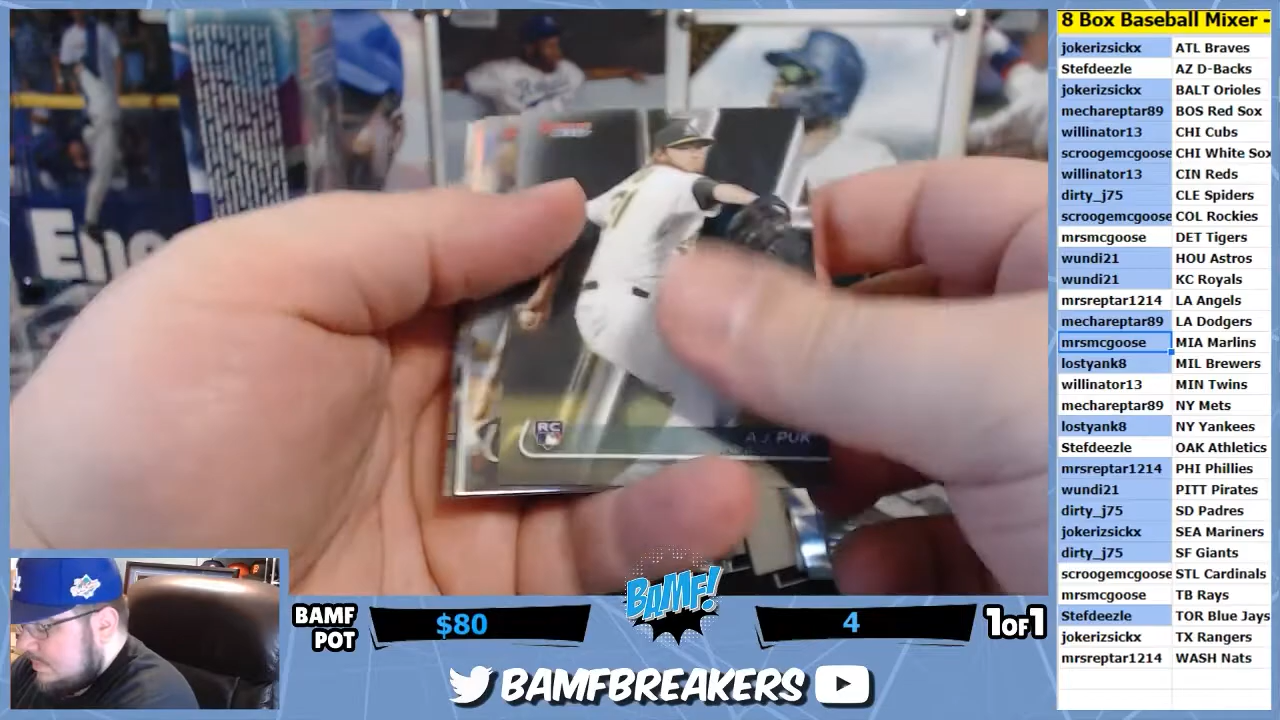 8 Box Baseball Mixer -
jokerizsickx ATL Braves
Stefdeezle AZ D-Backs
jokerizsickx BALT Orioles
mechareptar89 BOS Red Sox
willinator13 CHI Cubs
scroogemcgoose CHI White Sox
willinator13 CIN Reds
dirty_j75 CLE Spiders
scroogemcgoose COL Rockies
mrsmcgoose DET Tigers
wundi21 HOU Astros
wundi21 KC Royals
mrsreptar1214 LA Angels
mechareptar89 LA Dodgers
mrsmcgoose MIA Marlins
lostyank8 MIL Brewers
willinator13 MIN Twins
mechareptar89 NY Mets
lostyank8 NY Yankees
Stefdeezle OAK Athletics
mrsreptar1214 PHI Phillies
wundi21 PITT Pirates
dirty_j75 SD Padres
jokerizsickx SEA Mariners
dirty_j75 SF Giants
scroogemcgoose STL Cardinals
mrsmcgoose TB Rays
Stefdeezle TOR Blue Jays
jokerizsickx TX Rangers
mrsreptar1214 WASH Nats
Ene
RC
AJ PUK
BAMF POT
$80
BAMF!
4
1OF1
BAMFBREAKERS